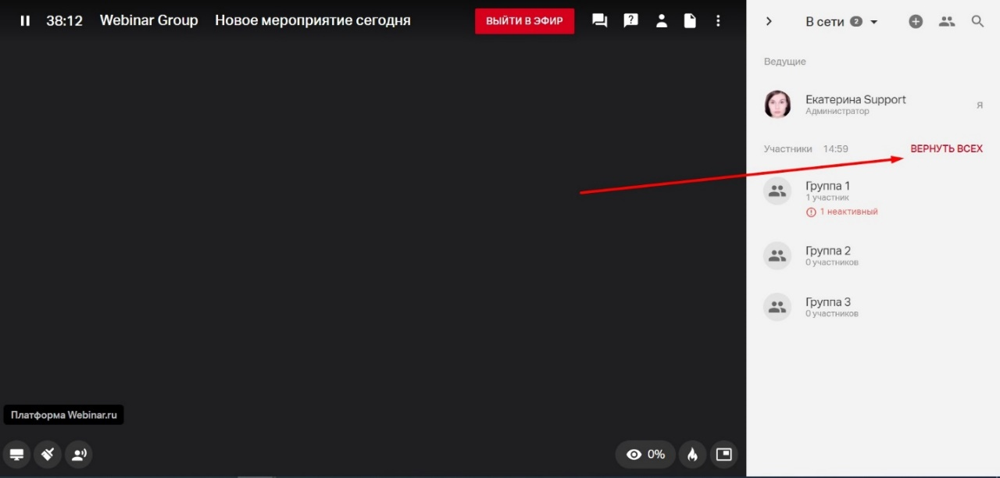 38:12 Webinar Group Новое мероприятие сегодня ВЫЙТИ В ЭФИР
В сети 2
Ведущие
Екатерина Support
Администратор
Я
Участники 14:59 ВЕРНУТЬ ВСЕХ
Группа 1
1 участник
1 неактивный
Группа 2
0 участников
Группа 3
0 участников
Платформа Webinar.ru
0%